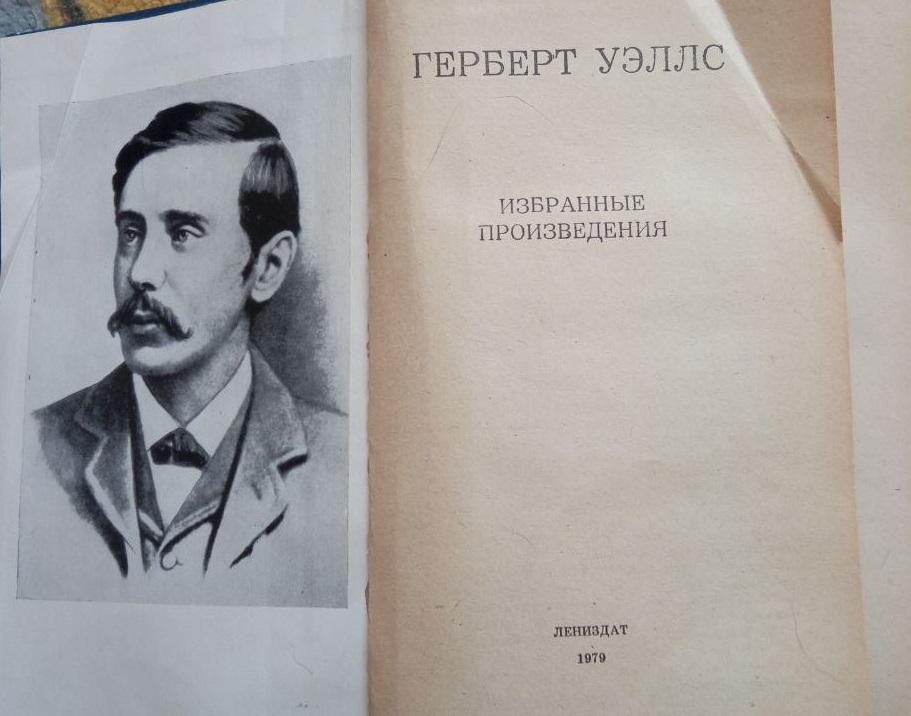 ГЕРБЕРТ УЭЛЛС
ИЗБРАННЫЕ
ПРОИЗВЕДЕНИЯ
ЛЕНИЗДАТ
1979